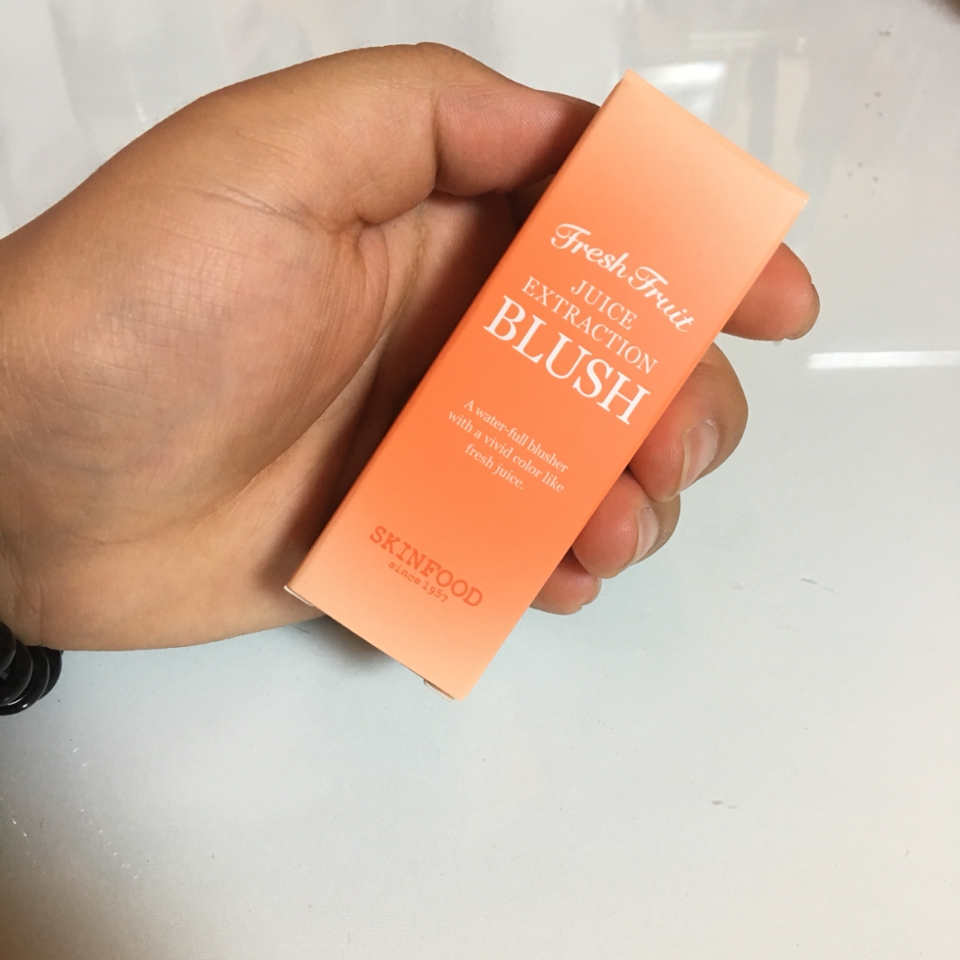 Fresh Fruit
JUICE
EXTRACTION
BLUSH
A water-full blusher
with a vivid color like
fresh juice.
SKINFOOD
since 1957